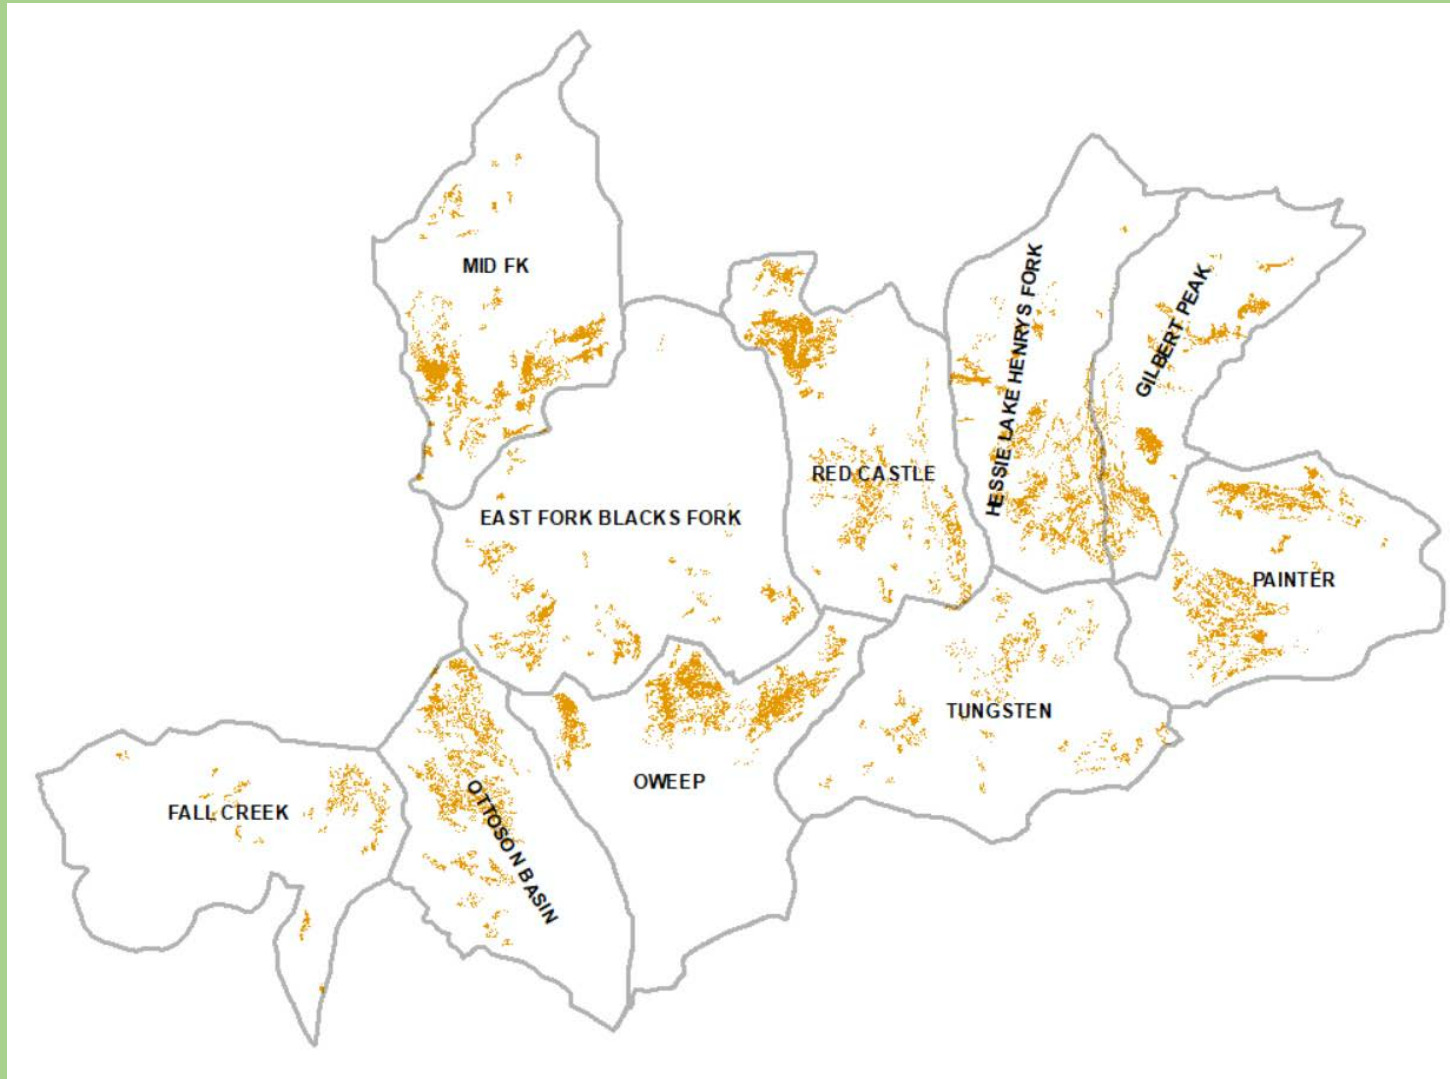 MID FK
HESSIE LAKE HENRYS FORK
GILBERT PEAK
RED CASTLE
EAST FORK BLACKS FORK
PAINTER
TUNGSTEN
OWEEP
FALL CREEK
OTTOSON BASIN